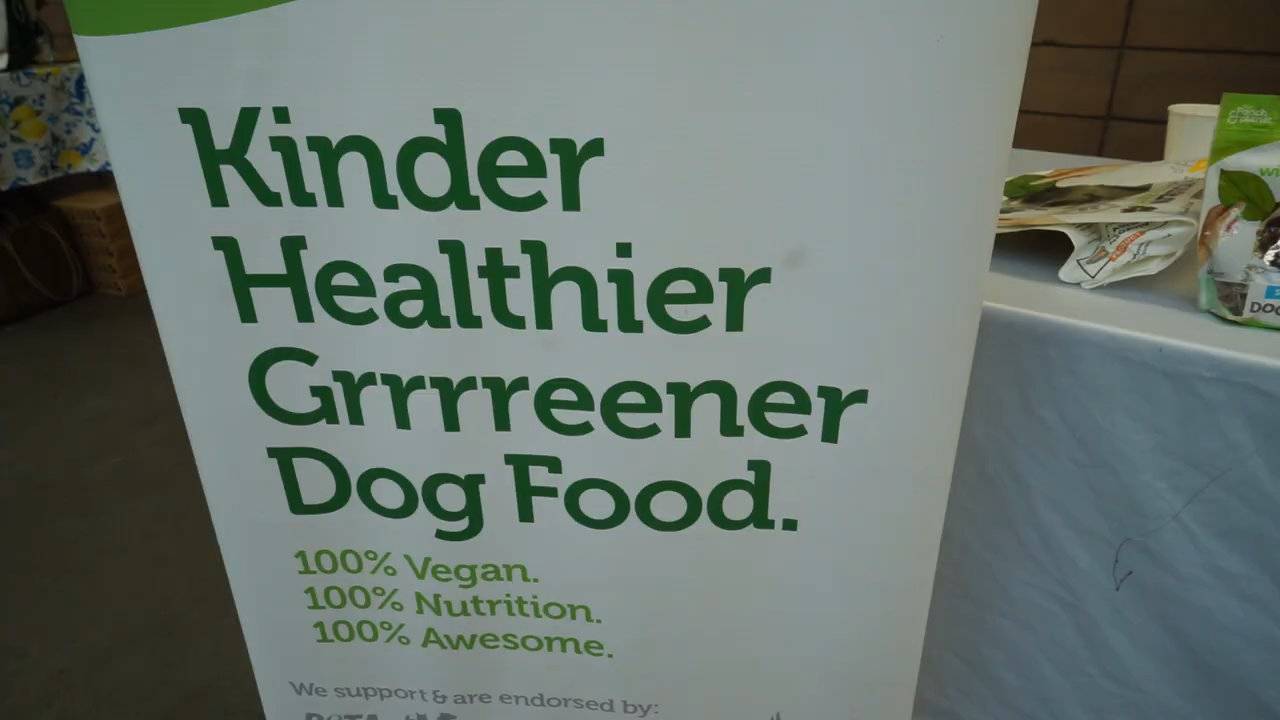 Kinder
Healthier
Grrrreener
Dog Food.
100% Vegan.
100% Nutrition.
100% Awesome.
We support & are endorsed by: